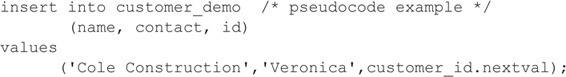 insert into customer_demo  /* pseudocode example */
       (name, contact, id)
values
      ('Cole Construction','Veronica',customer_id.nextval);